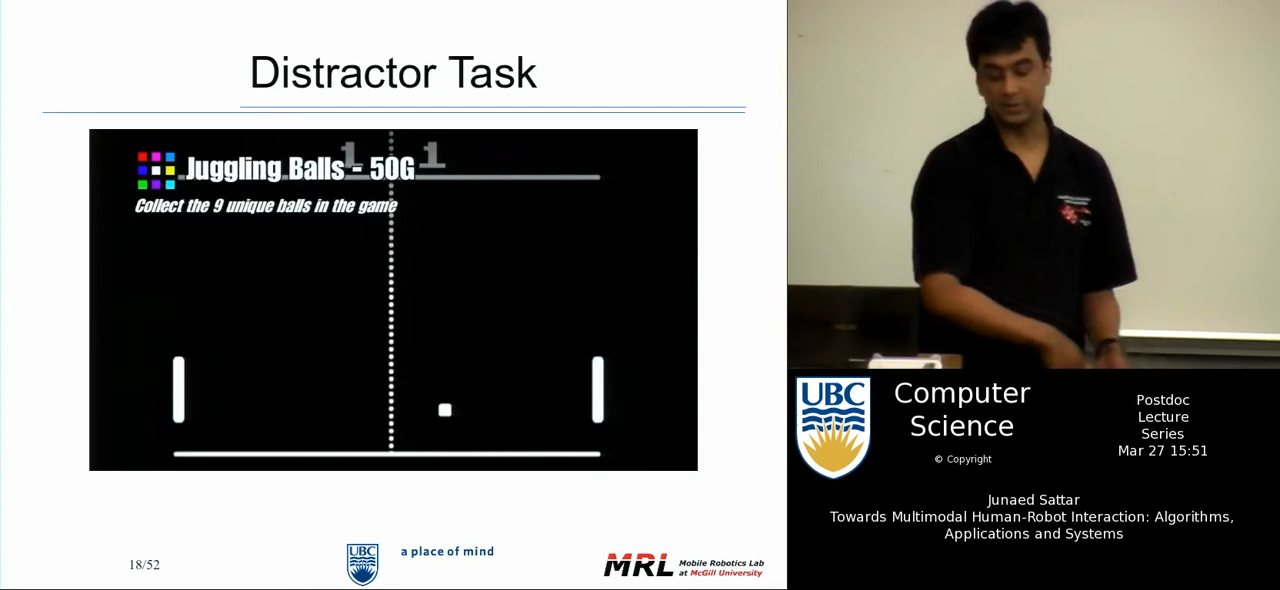 Distractor Task
1 1
Juggling Balls - 50G
Collect the 9 unique balls in the game
18/52
UBC
a place of mind
MRL
Mobile Robotics Lab
at McGill University
UBC
Computer
Science
© Copyright
Postdoc
Lecture
Series
Mar 27 15:51
Junaed Sattar
Towards Multimodal Human-Robot Interaction: Algorithms,
Applications and Systems